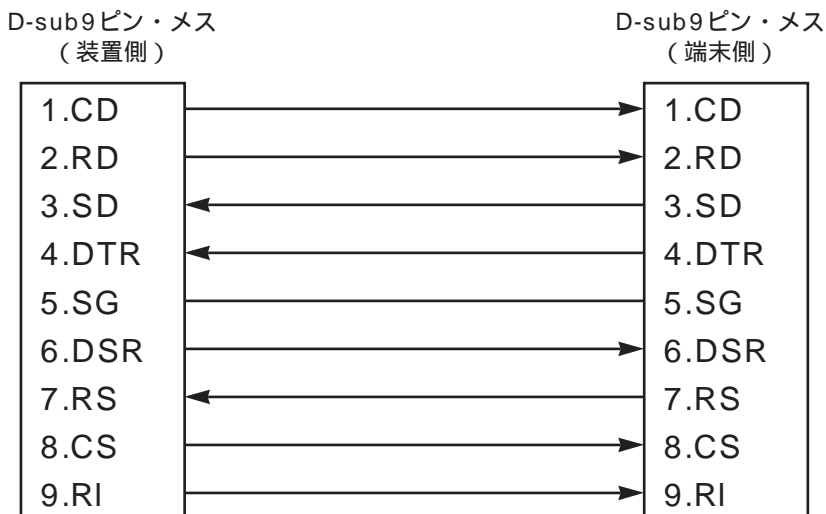 D-sub9ピン・メス
(装置側)
D-sub9ピン・メス
(端末側)
1.CD
2.RD
3.SD
4.DTR
5.SG
6.DSR
7.RS
8.CS
9.RI
1.CD
2.RD
3.SD
4.DTR
5.SG
6.DSR
7.RS
8.CS
9.RI